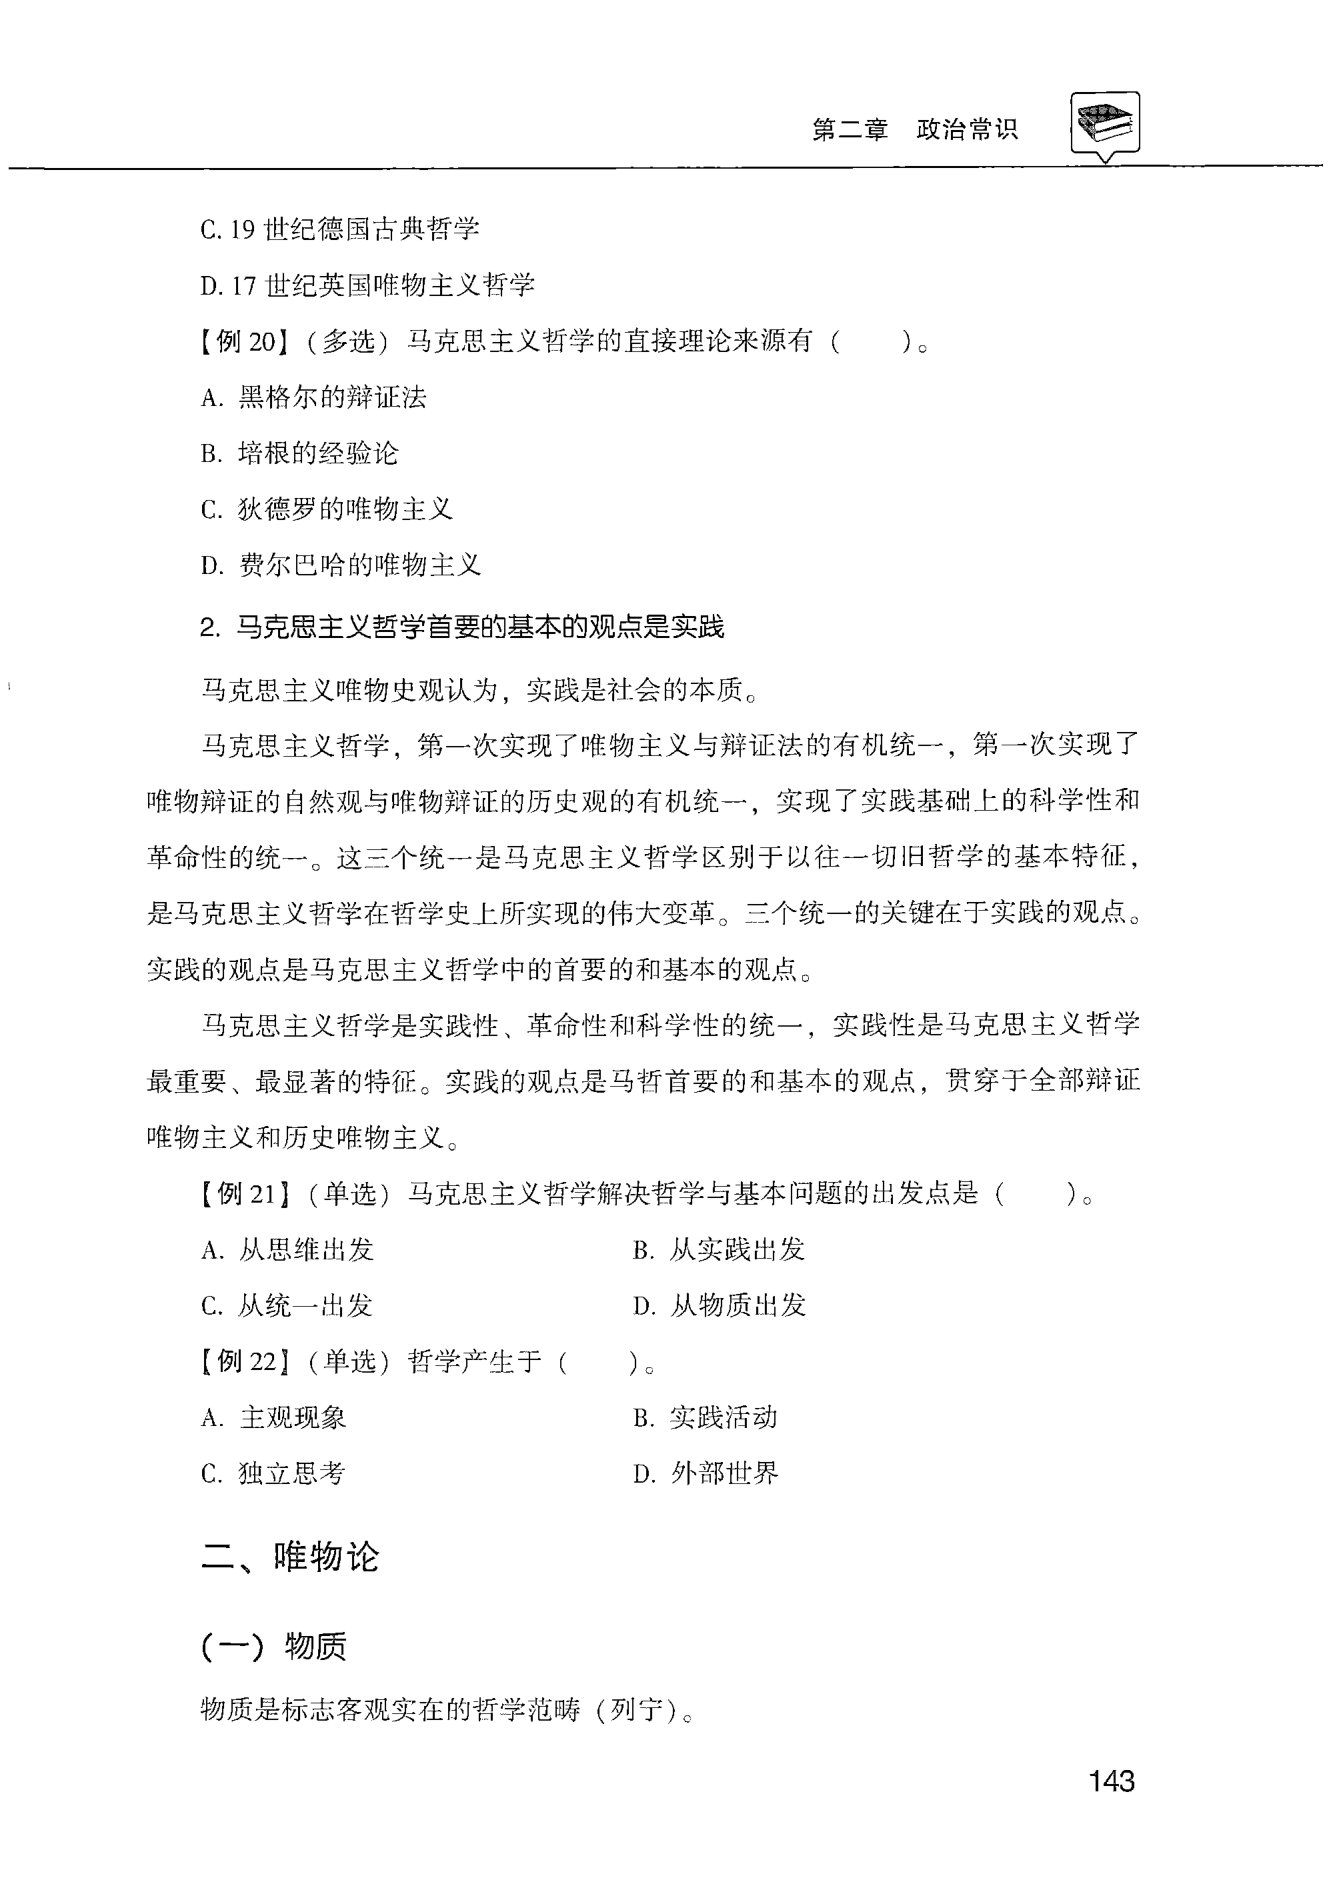 第二章 政治常识
C. 19 世纪德国古典哲学
D. 17 世纪英国唯物主义哲学
【例 20】(多选) 马克思主义哲学的直接理论来源有 (　　)。
A. 黑格尔的辩证法
B. 培根的经验论
C. 狄德罗的唯物主义
D. 费尔巴哈的唯物主义
2. 马克思主义哲学首要的基本的观点是实践
马克思主义唯物史观认为，实践是社会的本质。
马克思主义哲学，第一次实现了唯物主义与辩证法的有机统一，第一次实现了
唯物辩证的自然观与唯物辩证的历史观的有机统一，实现了实践基础上的科学性和
革命性的统一。这三个统一是马克思主义哲学区别于以往一切旧哲学的基本特征，
是马克思主义哲学在哲学史上所实现的伟大变革。三个统一的关键在于实践的观点。
实践的观点是马克思主义哲学中的首要的和基本的观点。
马克思主义哲学是实践性、革命性和科学性的统一，实践性是马克思主义哲学
最重要、最显著的特征。实践的观点是马哲首要的和基本的观点，贯穿于全部辩证
唯物主义和历史唯物主义。
【例 21】(单选) 马克思主义哲学解决哲学与基本问题的出发点是 (　　)。
A. 从思维出发　　B. 从实践出发
C. 从统一出发　　D. 从物质出发
【例 22】(单选) 哲学产生于 (　　)。
A. 主观现象　　B. 实践活动
C. 独立思考　　D. 外部世界
二、唯物论
(一) 物质
物质是标志客观实在的哲学范畴 (列宁)。
143